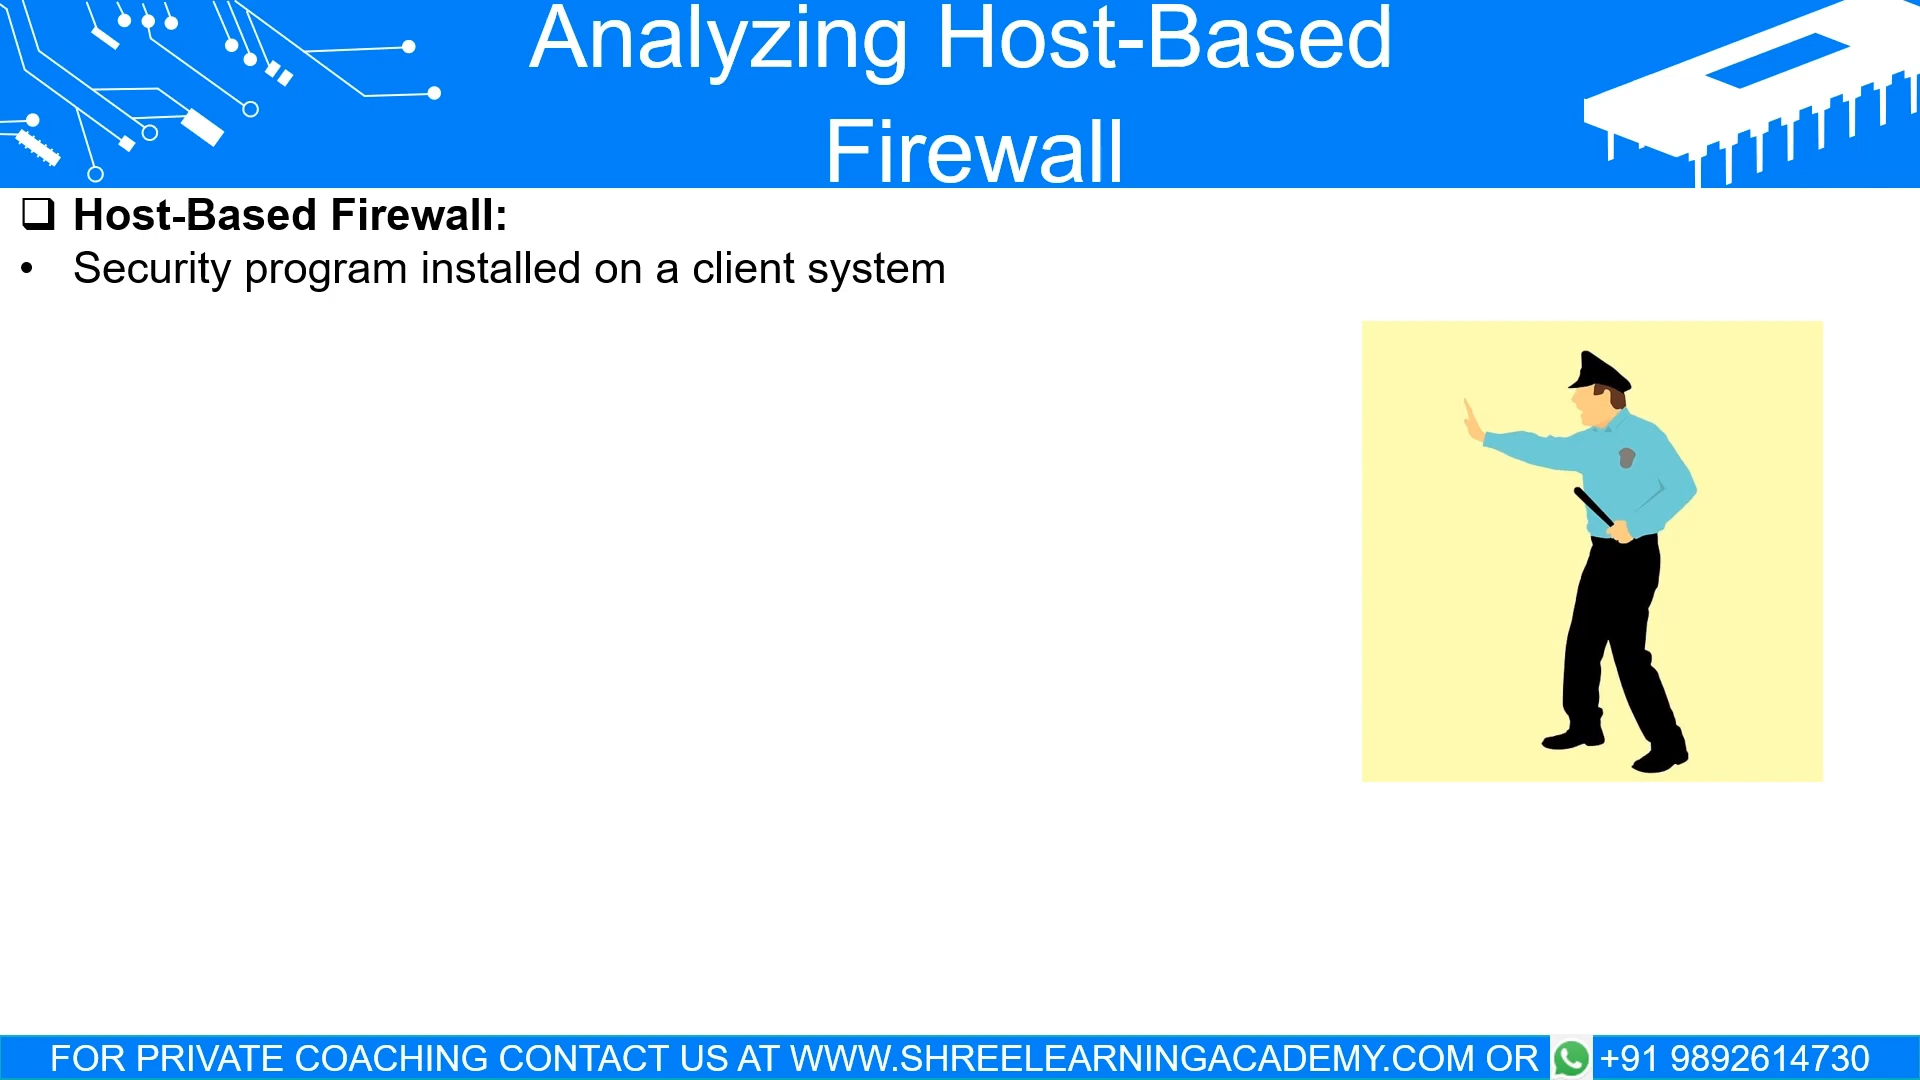 Analyzing Host-Based
Firewall
❑ Host-Based Firewall:
• Security program installed on a client system
FOR PRIVATE COACHING CONTACT US AT WWW.SHREELEARNINGACADEMY.COM OR +91 9892614730